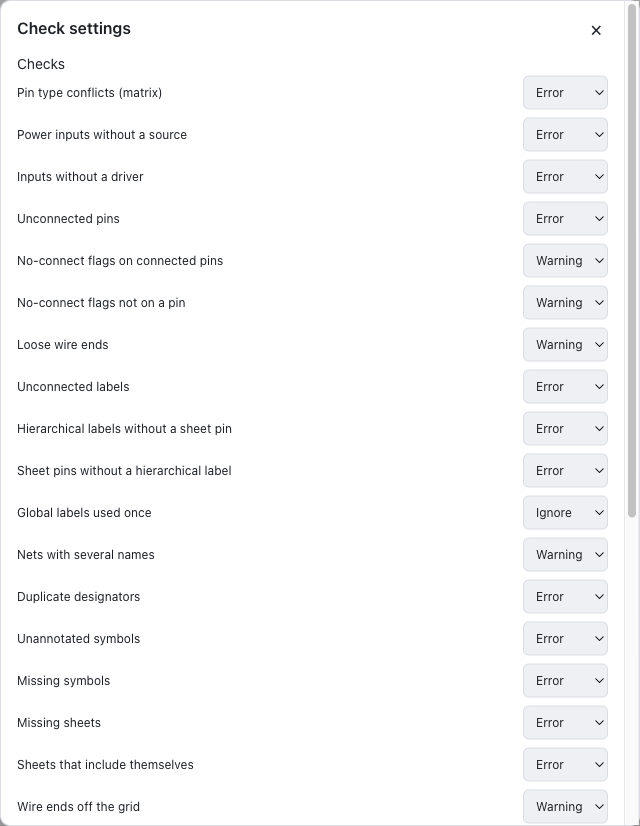 Check settings
Checks
Pin type conflicts (matrix) Error
Power inputs without a source Error
Inputs without a driver Error
Unconnected pins Error
No-connect flags on connected pins Warning
No-connect flags not on a pin Warning
Loose wire ends Warning
Unconnected labels Error
Hierarchical labels without a sheet pin Error
Sheet pins without a hierarchical label Error
Global labels used once Ignore
Nets with several names Warning
Duplicate designators Error
Unannotated symbols Error
Missing symbols Error
Missing sheets Error
Sheets that include themselves Error
Wire ends off the grid Warning